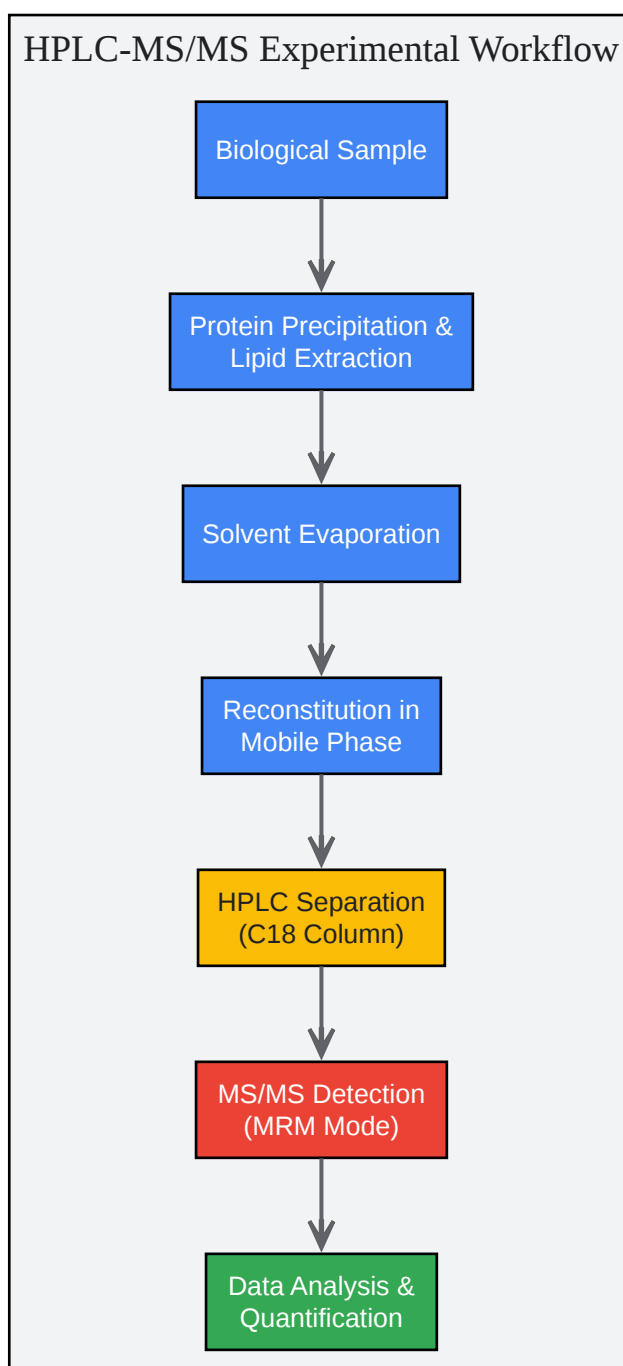 HPLC-MS/MS Experimental Workflow
Biological Sample
Protein Precipitation &
Lipid Extraction
Solvent Evaporation
Reconstitution in
Mobile Phase
HPLC Separation
(C18 Column)
MS/MS Detection
(MRM Mode)
Data Analysis &
Quantification